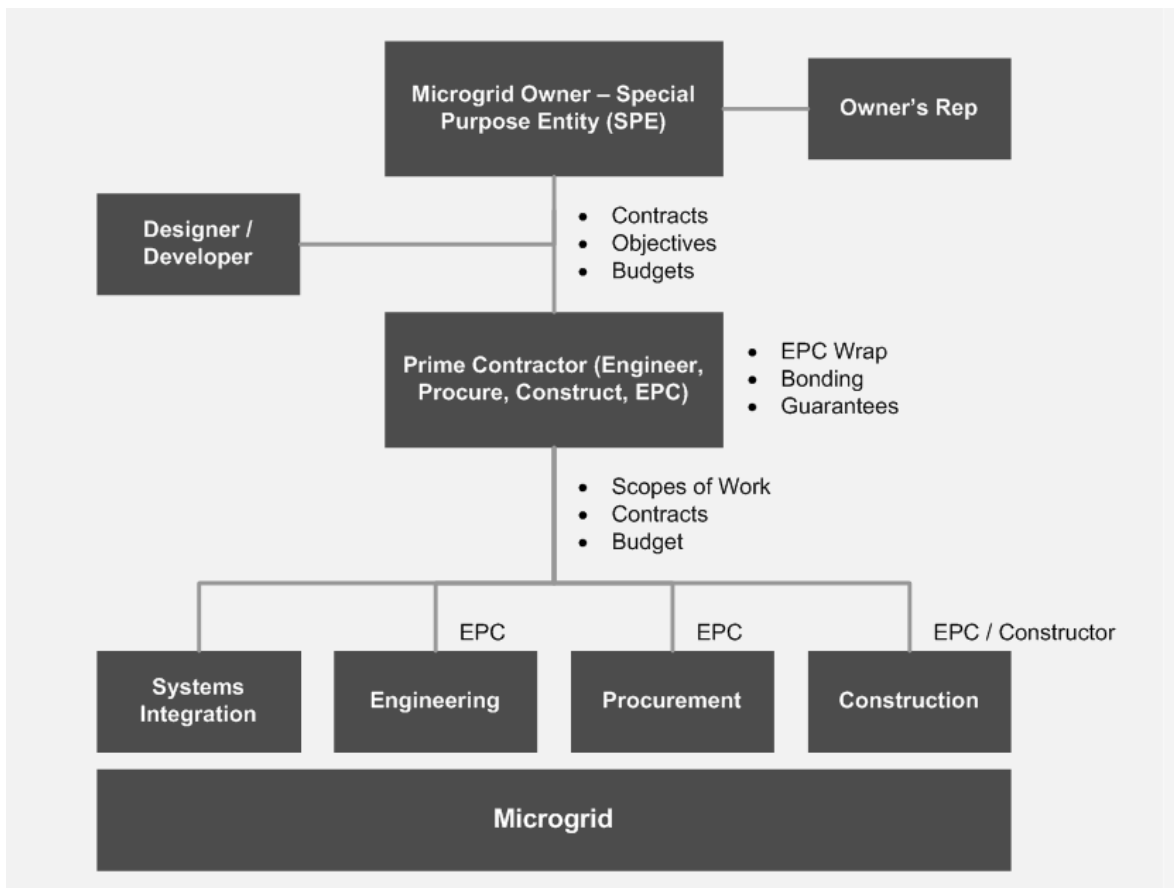 Microgrid Owner – Special
Purpose Entity (SPE)
Owner's Rep
Designer /
Developer
• Contracts
• Objectives
• Budgets
Prime Contractor (Engineer,
Procure, Construct, EPC)
• EPC Wrap
• Bonding
• Guarantees
• Scopes of Work
• Contracts
• Budget
EPC
EPC
EPC / Constructor
Systems
Integration
Engineering
Procurement
Construction
Microgrid